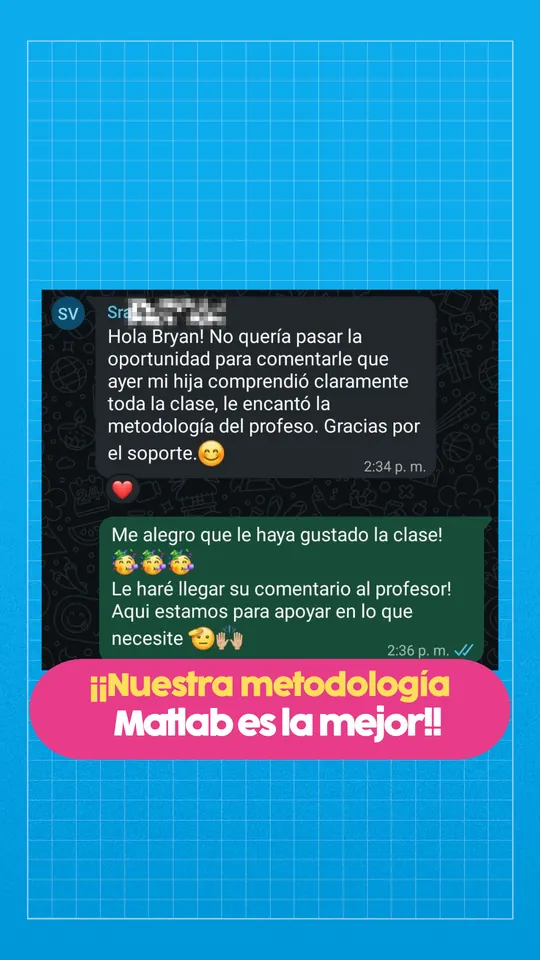 SV
Sra
Hola Bryan! No quería pasar la
oportunidad para comentarle que
ayer mi hija comprendió claramente
toda la clase, le encantó la
metodología del profeso. Gracias por
el soporte.😊
2:34 p. m.
❤️
Me alegro que le haya gustado la clase!
🥳🥳🥳
Le haré llegar su comentario al profesor!
Aqui estamos para apoyar en lo que
necesite 🫡🙌🏼
2:36 p. m.
¡¡Nuestra metodología
Matlab es la mejor!!